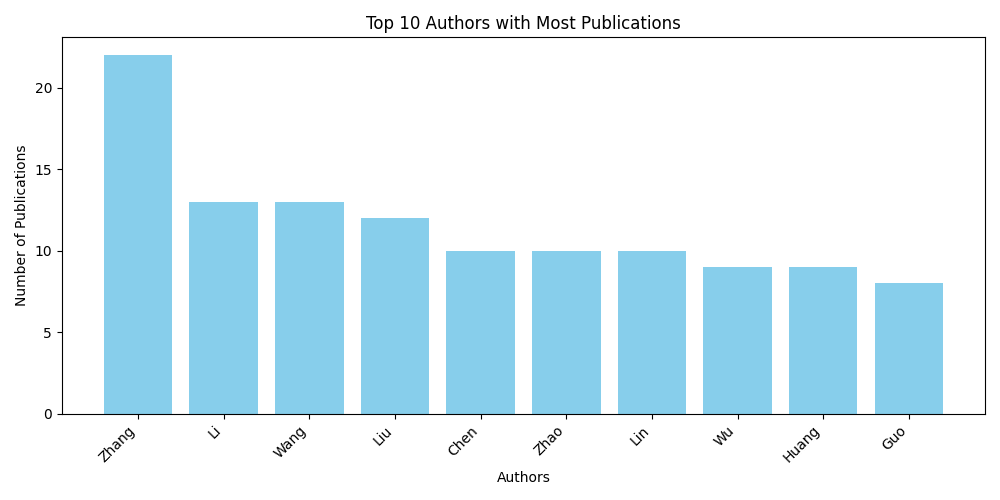 Top 10 Authors with Most Publications
Number of Publications
20
15
10
5
0
Zhang
Li
Wang
Liu
Chen
Zhao
Lin
Wu
Huang
Guo
Authors